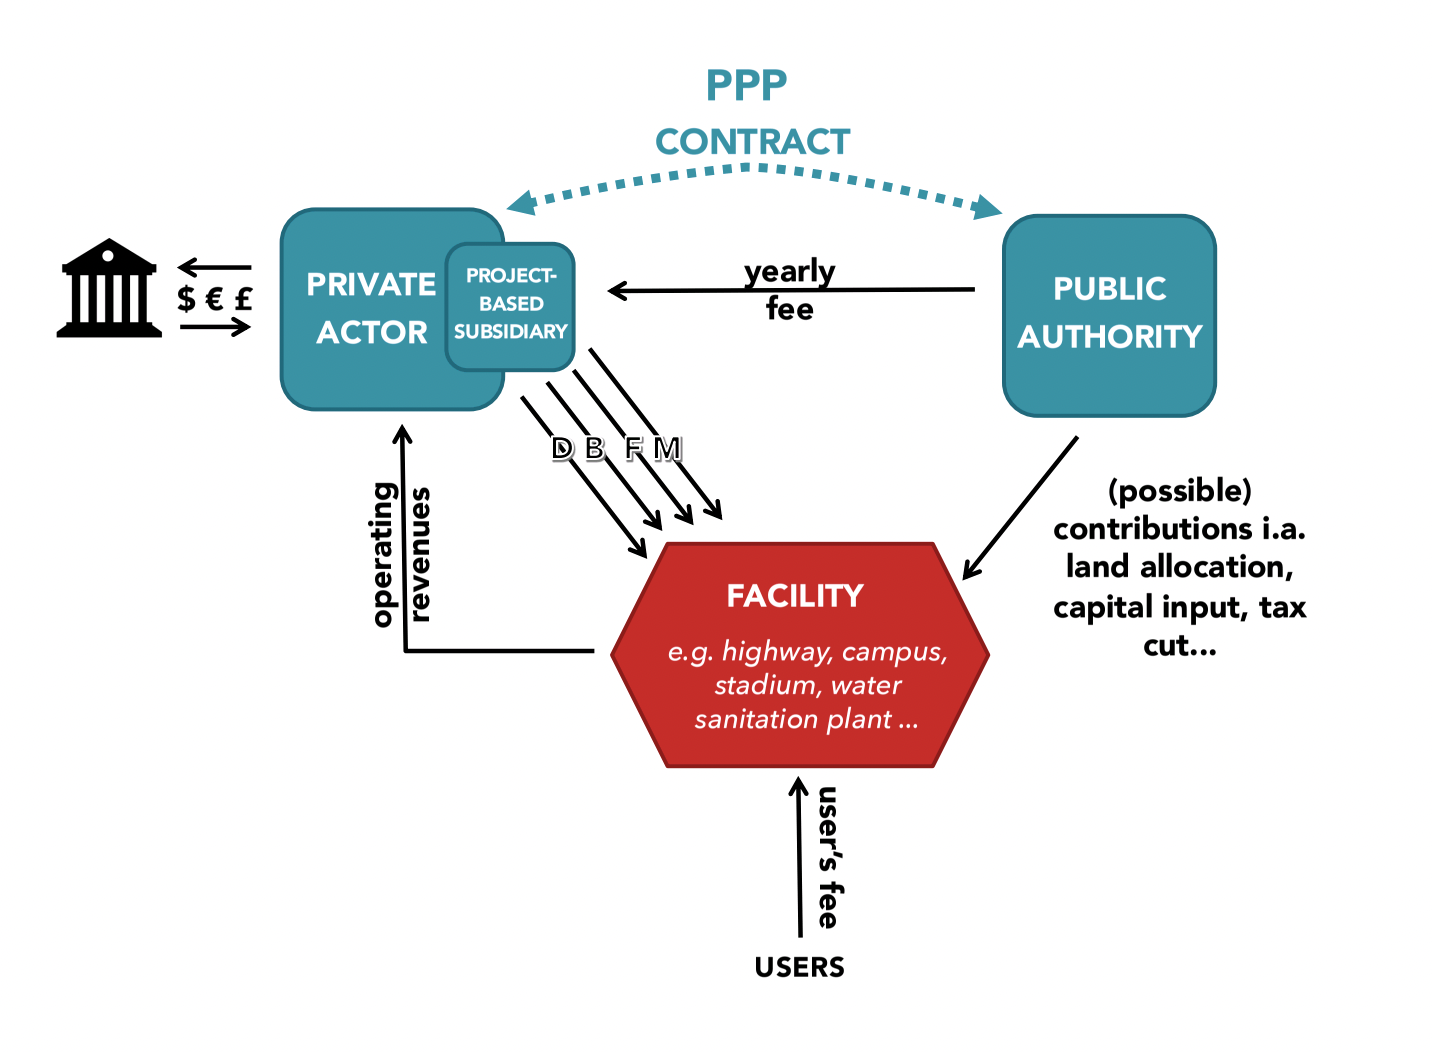 PPP
CONTRACT
PRIVATE
ACTOR
PROJECT-
BASED
SUBSIDIARY
yearly
fee
PUBLIC
AUTHORITY
$ € £
D B F M
operating
revenues
(possible)
contributions i.a.
land allocation,
capital input, tax
cut...
FACILITY
e.g. highway, campus,
stadium, water
sanitation plant ...
user's fee
USERS